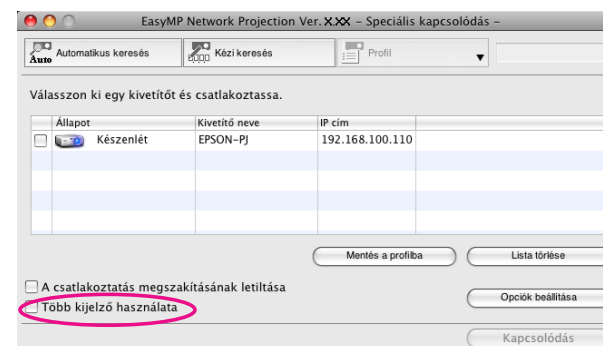 EasyMP Network Projection Ver. X.XX – Speciális kapcsolódás –
Auto Automatikus keresés Kézi keresés Profil
Válasszon ki egy kivetítőt és csatlakoztassa.
Állapot Kivetítő neve IP cím
Készenlét EPSON-PJ 192.168.100.110
Mentés a profilba Lista törlése
A csatlakoztatás megszakításának letiltása
Opciók beállítása
Több kijelző használata
Kapcsolódás